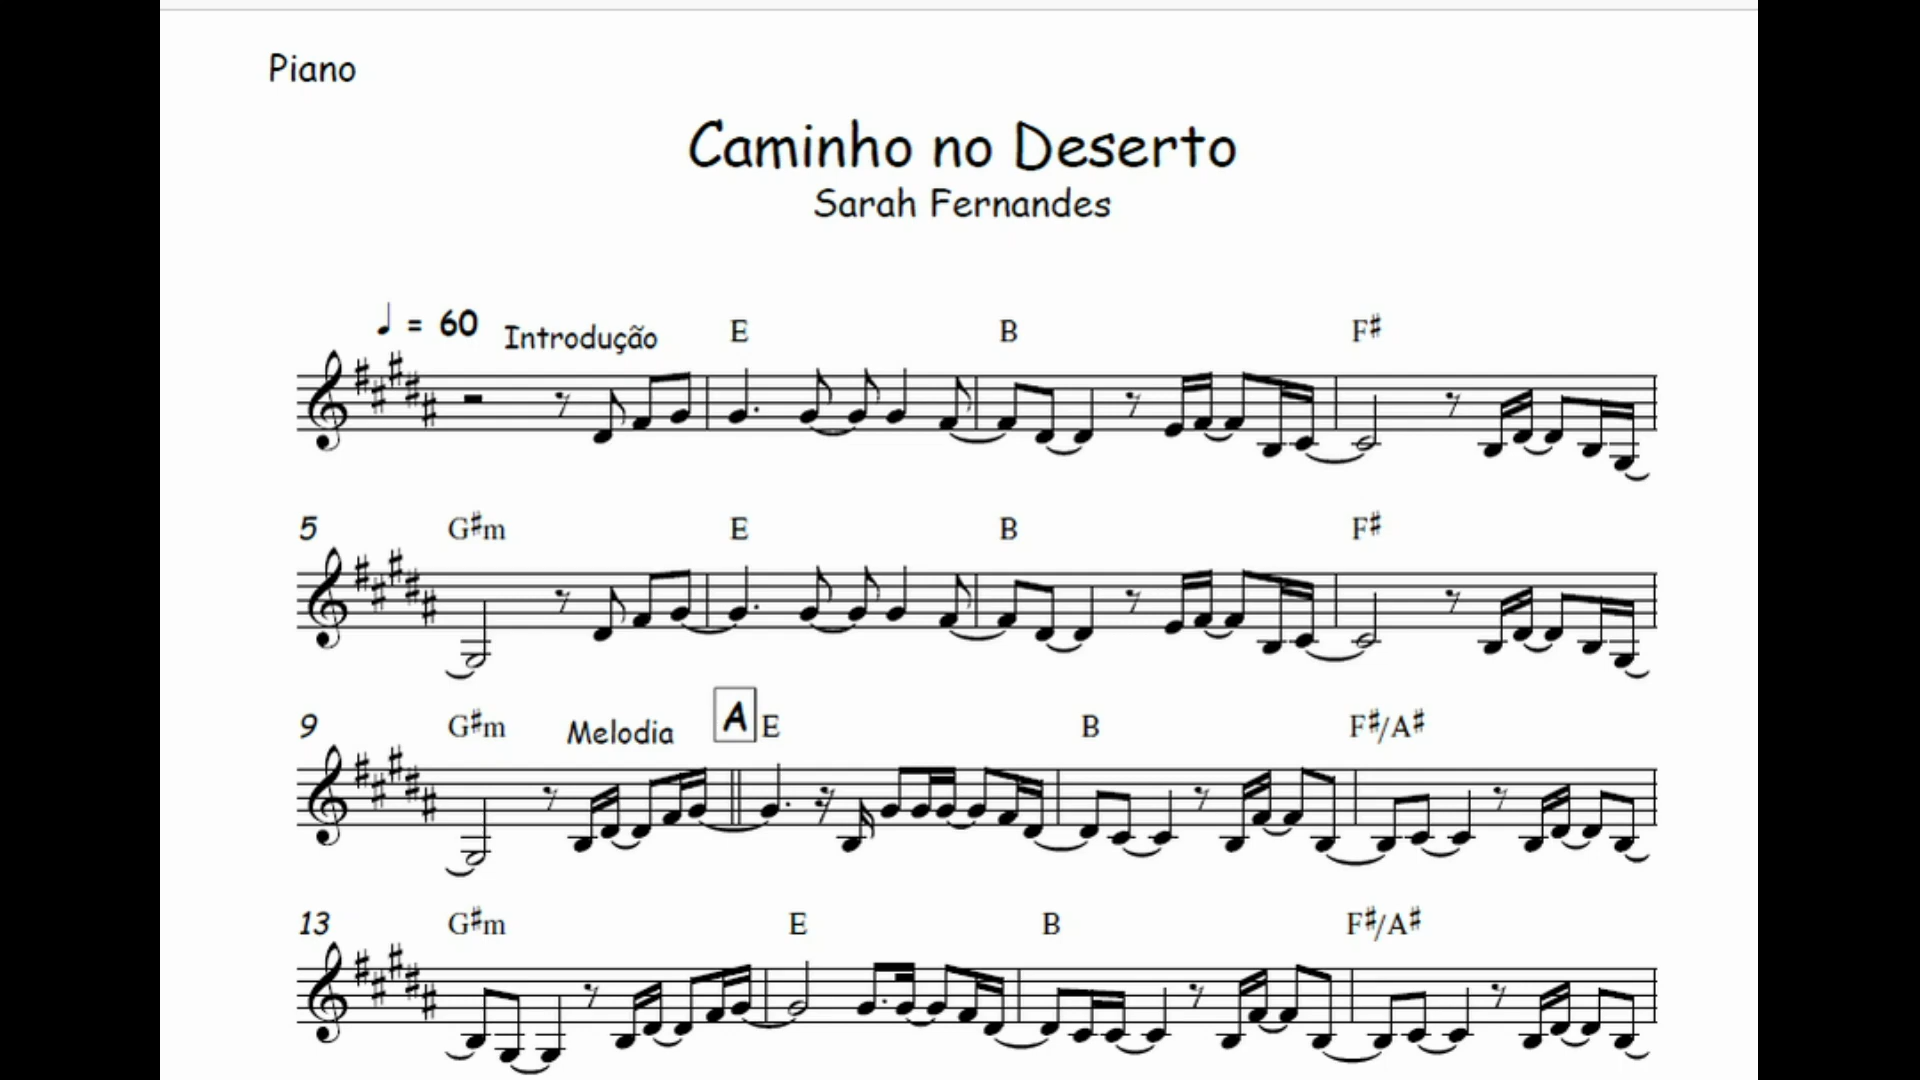 Piano
Caminho no Deserto
Sarah Fernandes
♩ = 60 Introdução E B F♯
5 G♯m E B F♯
9 G♯m Melodia A E B F♯/A♯
13 G♯m E B F♯/A♯